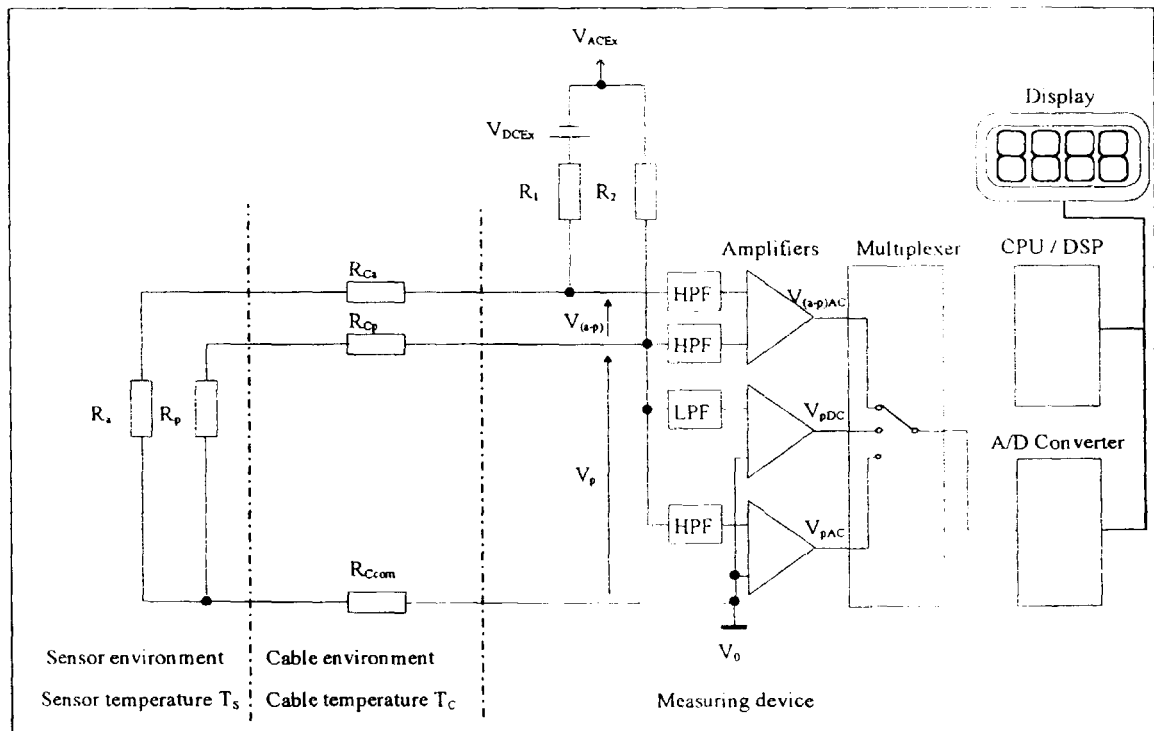 V_ACEx
Display
V_DCEx
R_1
R_2
Amplifiers
Multiplexer
CPU / DSP
R_Ca
HPF
V_(a-p)AC
V_(a-p)
R_Cp
HPF
R_a
R_p
LPF
V_pDC
A/D Converter
V_p
HPF
V_pAC
R_Ccom
V_0
Sensor environment
Cable environment
Sensor temperature T_S
Cable temperature T_C
Measuring device